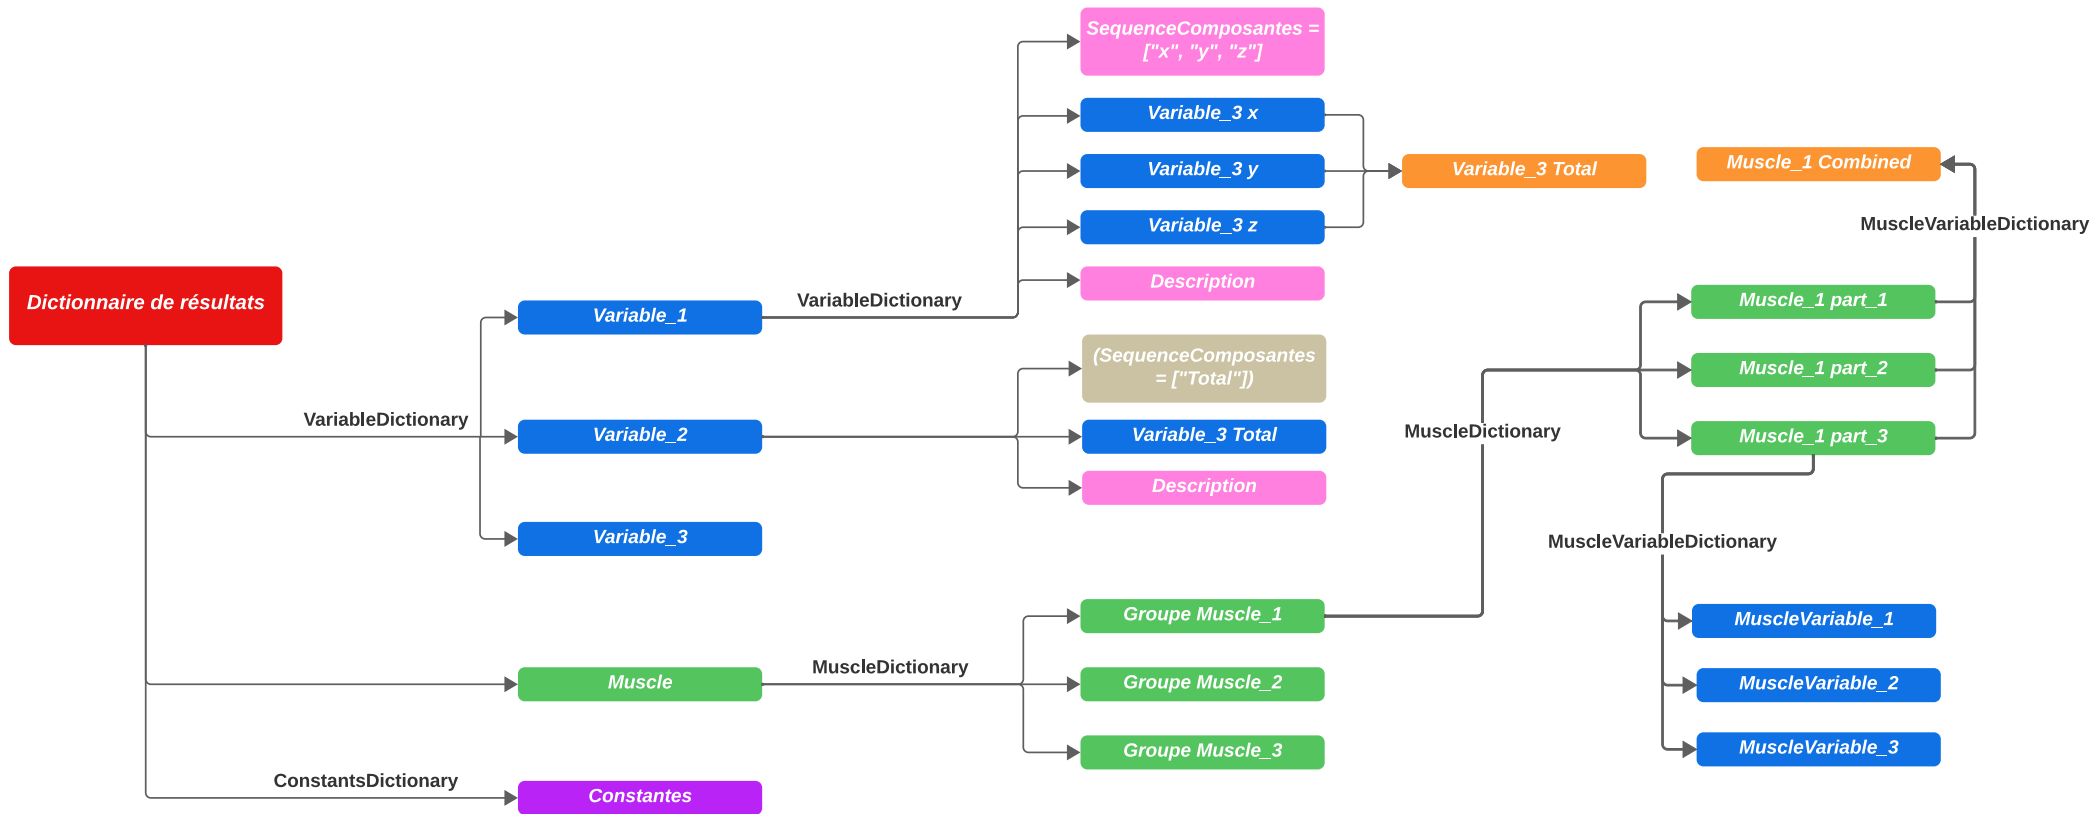 Dictionnaire de résultats
VariableDictionary
Variable_1
Variable_2
Variable_3
Muscle
ConstantsDictionary
Constantes
VariableDictionary
SequenceComposantes =
["x", "y", "z"]
Variable_3 x
Variable_3 y
Variable_3 z
Description
Variable_3 Total
(SequenceComposantes
= ["Total"])
Variable_3 Total
Description
MuscleDictionary
Groupe Muscle_1
Groupe Muscle_2
Groupe Muscle_3
MuscleDictionary
Muscle_1 Combined
MuscleVariableDictionary
Muscle_1 part_1
Muscle_1 part_2
Muscle_1 part_3
MuscleVariableDictionary
MuscleVariable_1
MuscleVariable_2
MuscleVariable_3